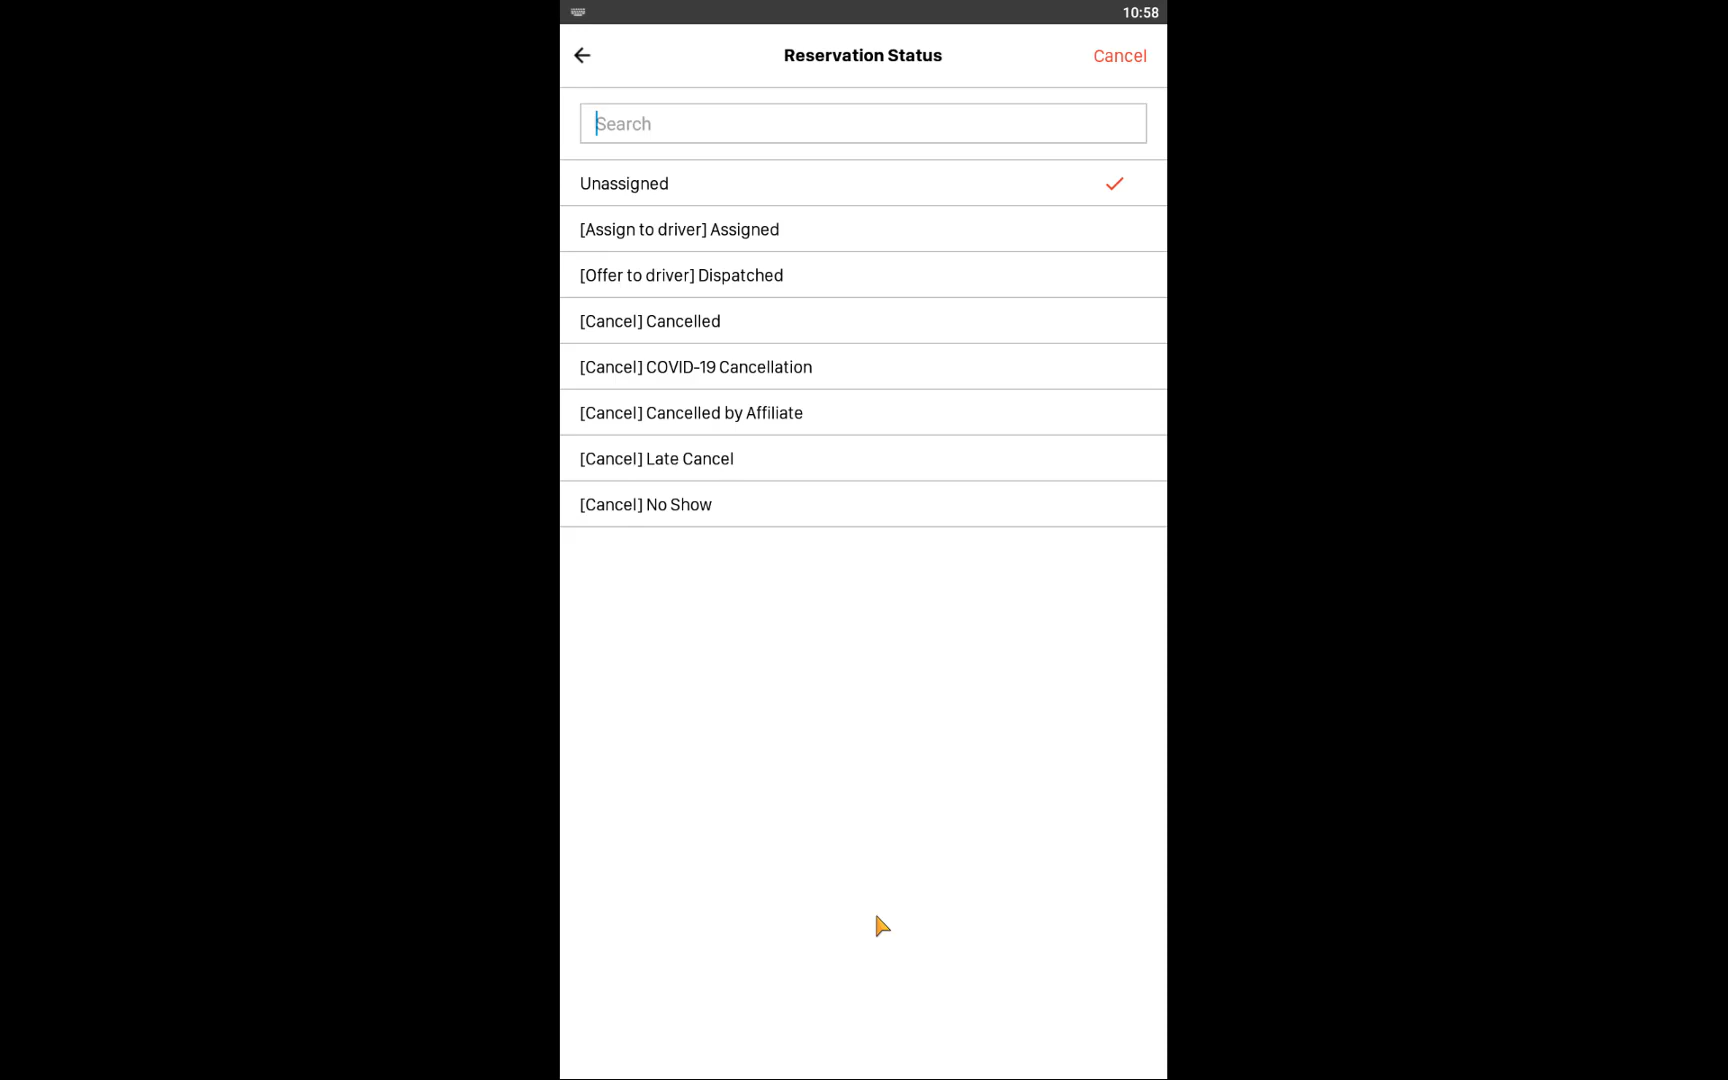 10:58
Reservation Status
Cancel
Search
Unassigned
[Assign to driver] Assigned
[Offer to driver] Dispatched
[Cancel] Cancelled
[Cancel] COVID-19 Cancellation
[Cancel] Cancelled by Affiliate
[Cancel] Late Cancel
[Cancel] No Show